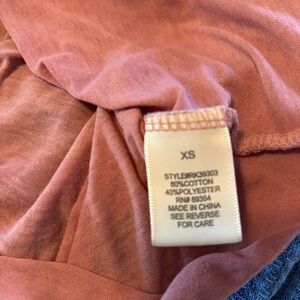 XS
STYLE#RK39303
60%COTTON
40%POLYESTER
RN# 89354
MADE IN CHINA
SEE REVERSE
FOR CARE